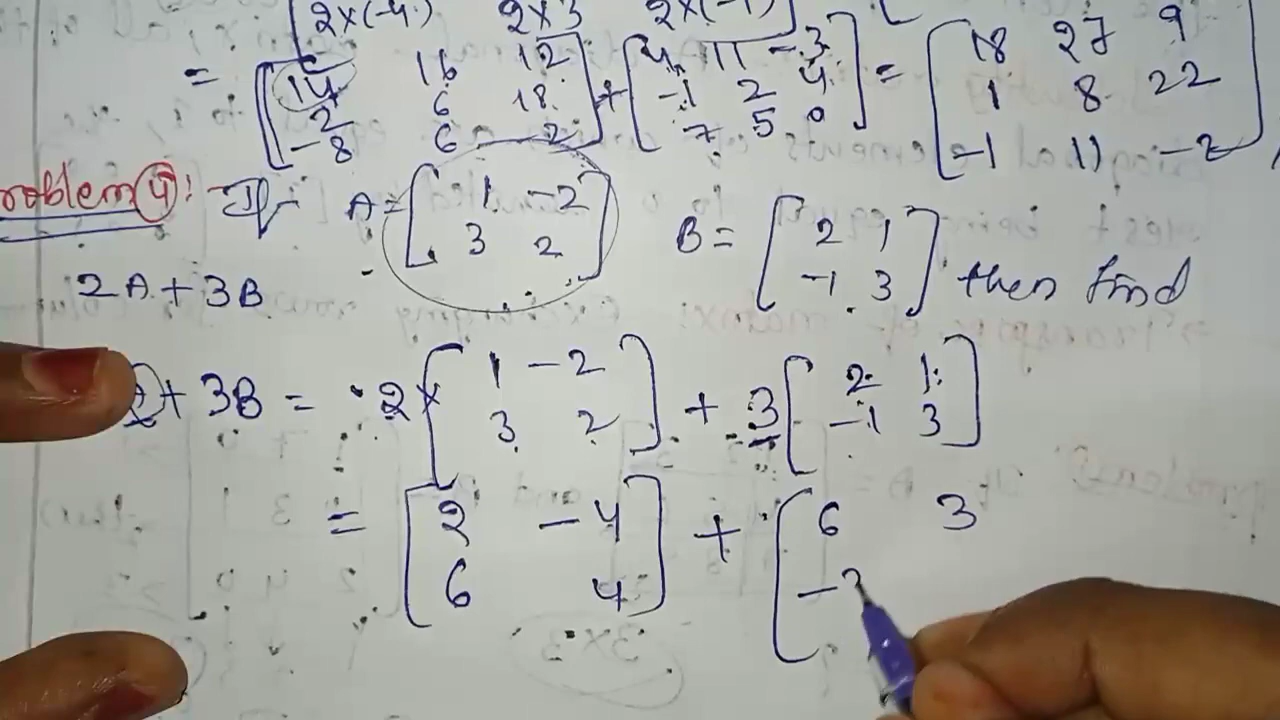 2×(-4) 2×3 2×(-1)
= [14 16 12] + [4 11 -3] = [18 27 9]
[2 6 18] [-1 2 4] [1 8 22]
[-8 6 2] [7 5 0] [-1 11 -2]
roblem 4: If A = [1 -2] B = [2 1] then find
[3 2] [-1 3]
2A + 3B
+ 3B = 2× [1 -2] + 3 [2 1]
[3 2] [-1 3]
= [2 -4] + [6 3
[6 4] [-3